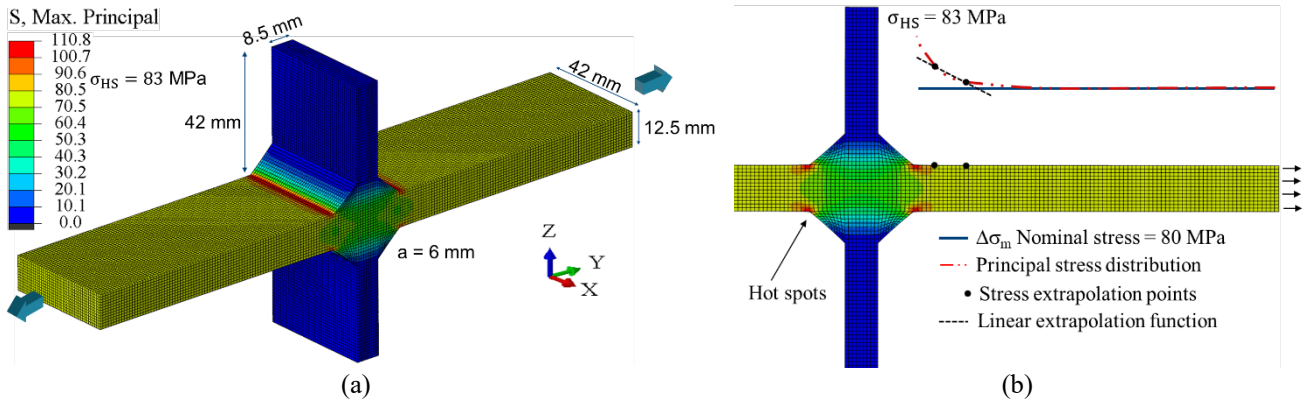 S, Max. Principal
110.8
100.7
90.6
80.5
70.5
60.4
50.3
40.3
30.2
20.1
10.1
0.0
σHS = 83 MPa
8.5 mm
42 mm
42 mm
12.5 mm
a = 6 mm
Z
Y
X
(a)
σHS = 83 MPa
Hot spots
Δσm Nominal stress = 80 MPa
Principal stress distribution
Stress extrapolation points
Linear extrapolation function
(b)